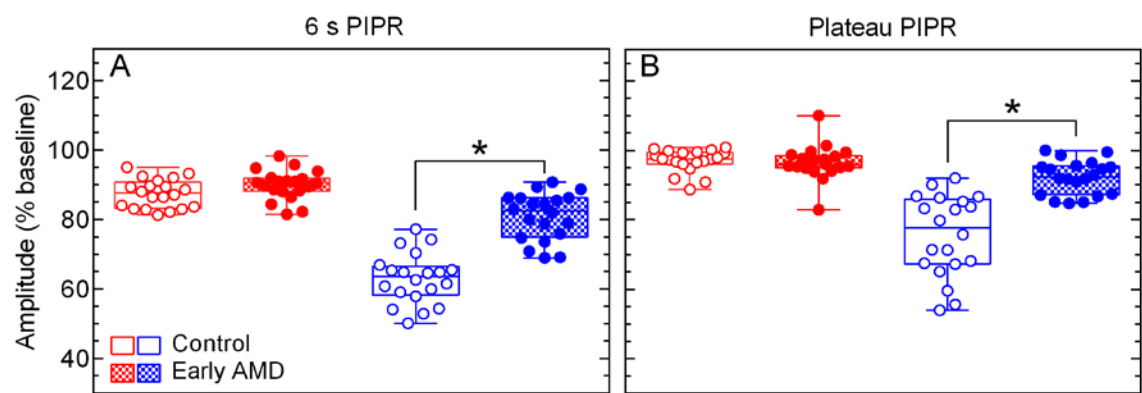 6 s PIPR
Plateau PIPR
A
B
*
*
120
100
80
60
40
Amplitude (% baseline)
Control
Early AMD